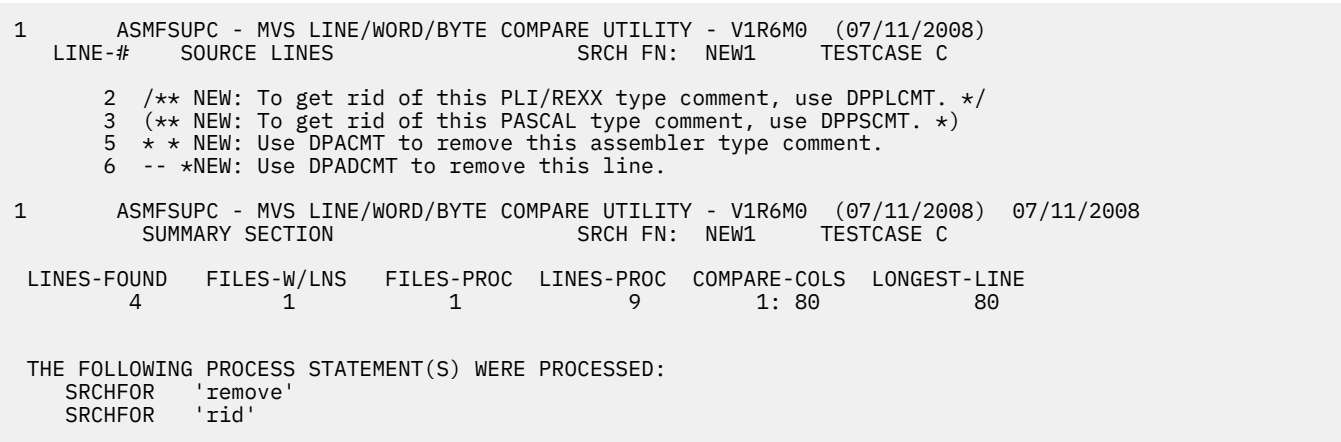 1 ASMFSUPC - MVS LINE/WORD/BYTE COMPARE UTILITY - V1R6M0 (07/11/2008)
LINE-# SOURCE LINES SRCH FN: NEW1 TESTCASE C
2 /** NEW: To get rid of this PLI/REXX type comment, use DPPLCMT. */
3 (** NEW: To get rid of this PASCAL type comment, use DPPSCMT. *)
5 * * NEW: Use DPACMT to remove this assembler type comment.
6 -- *NEW: Use DPADCMT to remove this line.
1 ASMFSUPC - MVS LINE/WORD/BYTE COMPARE UTILITY - V1R6M0 (07/11/2008) 07/11/2008
SUMMARY SECTION SRCH FN: NEW1 TESTCASE C
LINES-FOUND FILES-W/LNS FILES-PROC LINES-PROC COMPARE-COLS LONGEST-LINE
4 1 1 9 1: 80 80
THE FOLLOWING PROCESS STATEMENT(S) WERE PROCESSED:
SRCHFOR 'remove'
SRCHFOR 'rid'